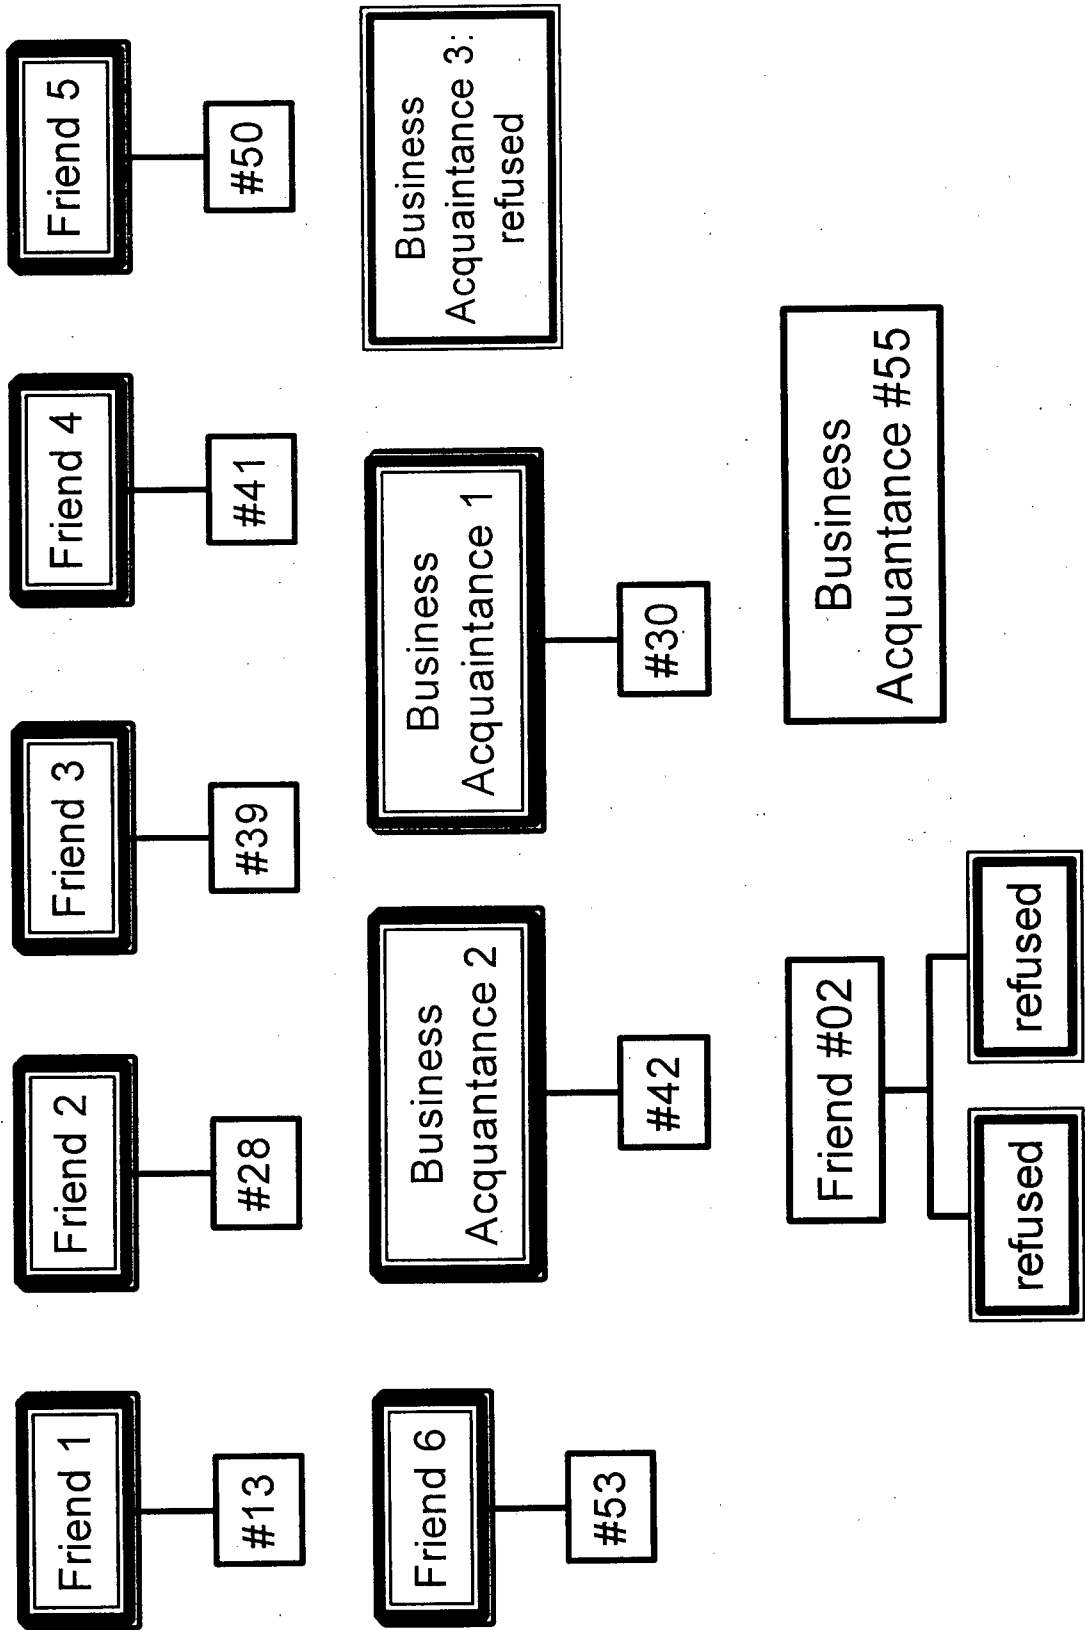 Friend 1
#13
Friend 2
#28
Friend 3
#39
Friend 4
#41
Friend 5
#50
Friend 6
#53
Business
Acquantance 2
#42
Business
Acquaintance 1
#30
Business
Acquaintance 3:
refused
Friend #02
refused
refused
Business
Acquantance #55